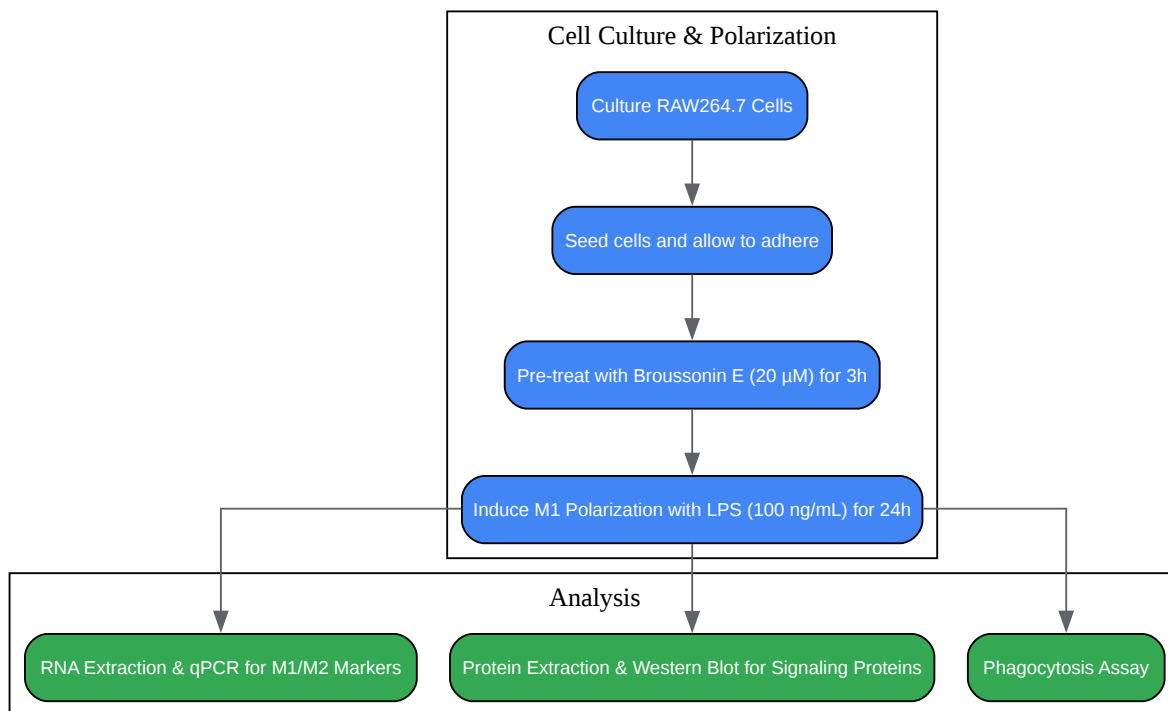 Cell Culture & Polarization
Culture RAW264.7 Cells
Seed cells and allow to adhere
Pre-treat with Broussonin E (20 µM) for 3h
Induce M1 Polarization with LPS (100 ng/mL) for 24h
Analysis
RNA Extraction & qPCR for M1/M2 Markers
Protein Extraction & Western Blot for Signaling Proteins
Phagocytosis Assay